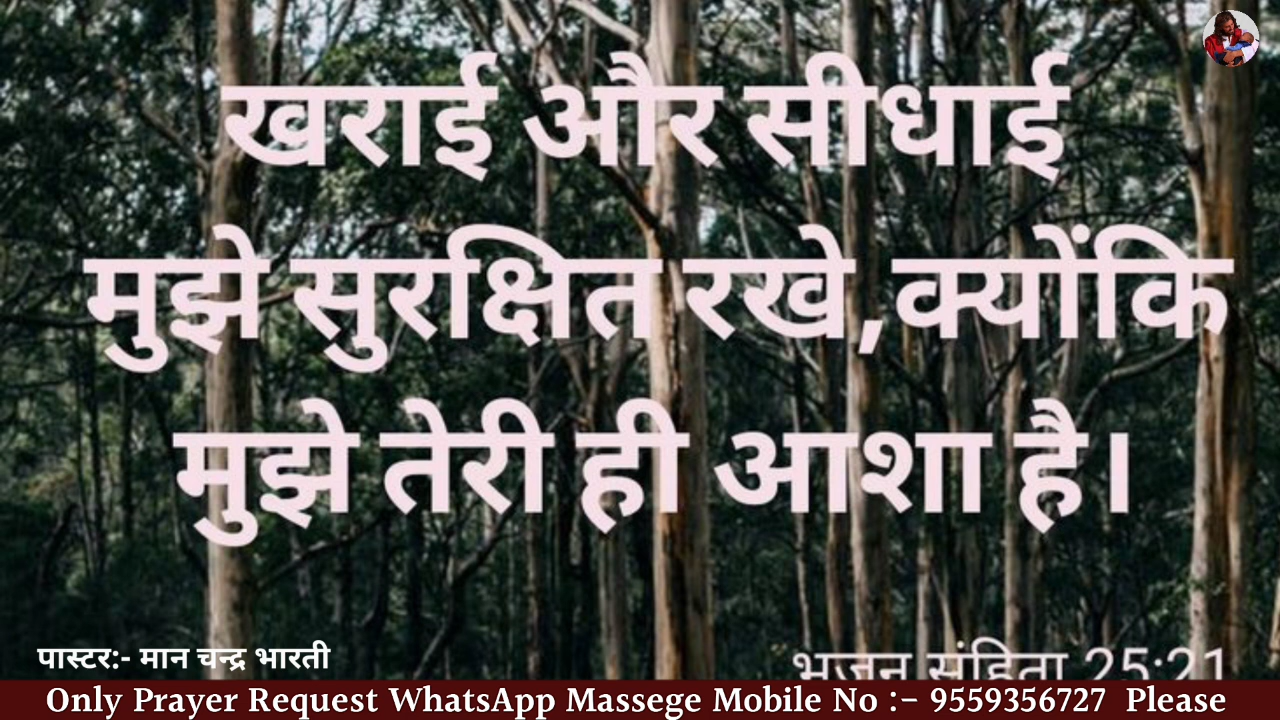 खराई और सीधाई
मुझे सुरक्षित रखे,क्योंकि
मुझे तेरी ही आशा है।
पास्टर:- मान चन्द्र भारती
भजन संहिता 25:21
Only Prayer Request WhatsApp Massege Mobile No :- 9559356727 Please